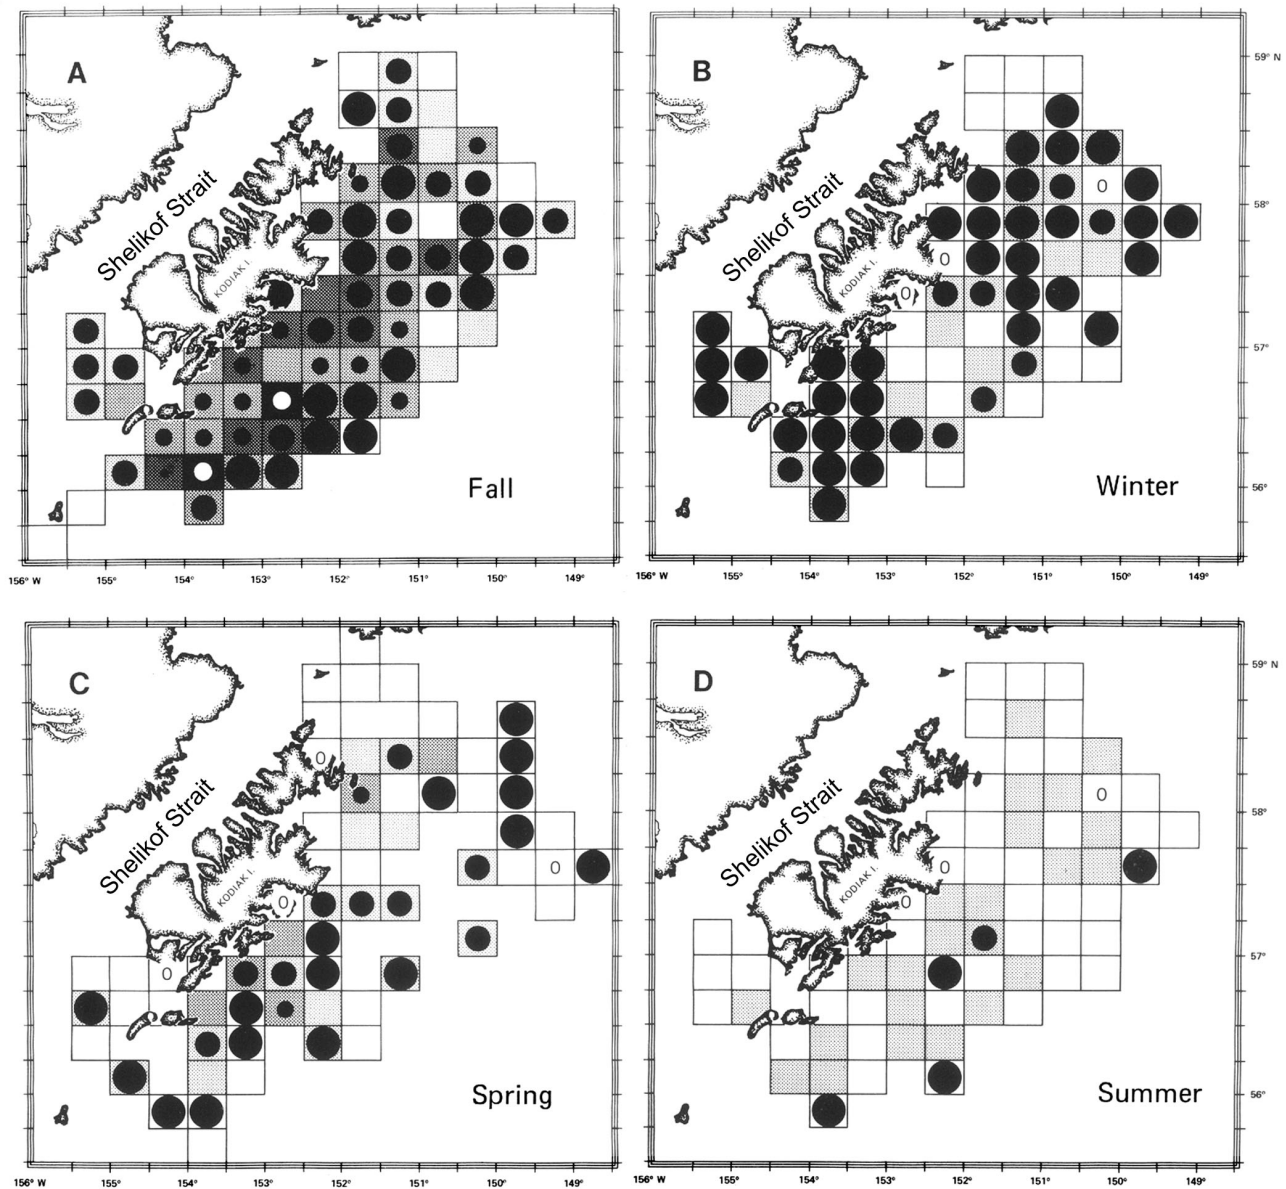 A
Shelikof Strait
KODIAK I.
Fall
156° W 155° 154° 153° 152° 151° 150° 149°
B
59° N
0
58°
Shelikof Strait
0
KODIAK I.
0
57°
Winter
56°
156° W 155° 154° 153° 152° 151° 150° 149°
C
0
Shelikof Strait
0
KODIAK I.
0
0
Spring
156° W 155° 154° 153° 152° 151° 150° 149°
D
59° N
0
58°
Shelikof Strait
0
KODIAK I.
0
57°
Summer
56°
156° W 155° 154° 153° 152° 151° 150° 149°